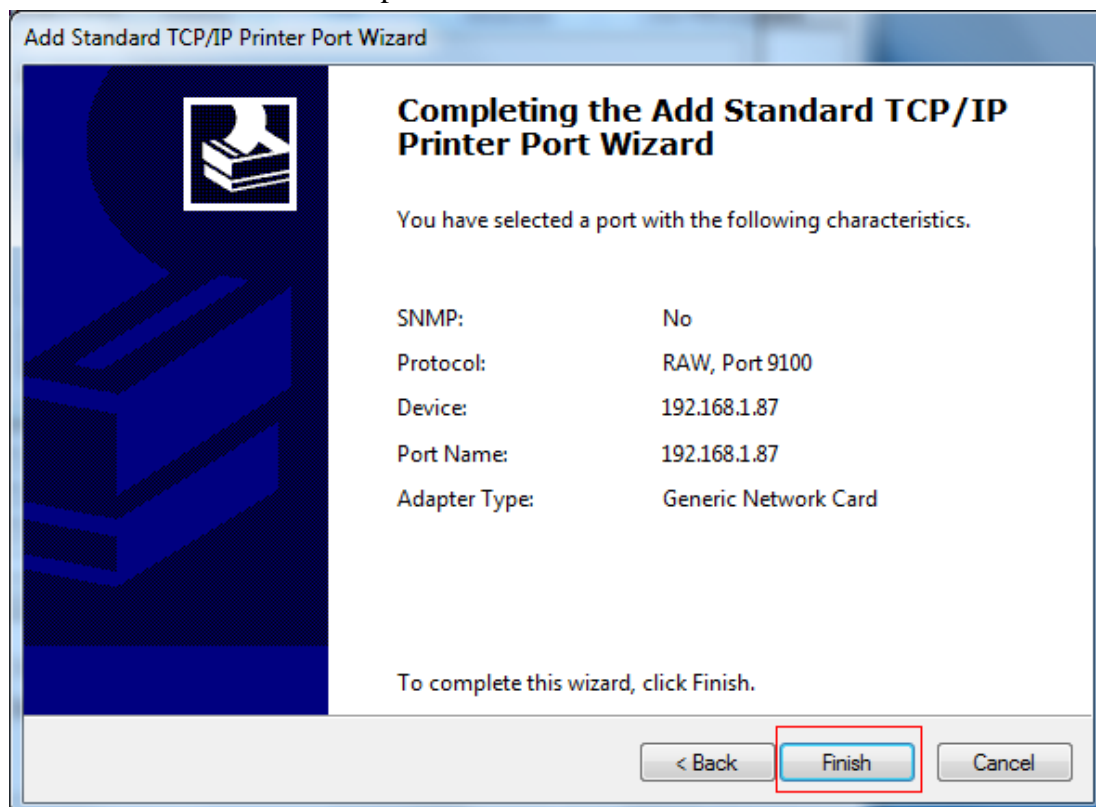 Add Standard TCP/IP Printer Port Wizard
Completing the Add Standard TCP/IP
Printer Port Wizard
You have selected a port with the following characteristics.
SNMP: No
Protocol: RAW, Port 9100
Device: 192.168.1.87
Port Name: 192.168.1.87
Adapter Type: Generic Network Card
To complete this wizard, click Finish.
< Back Finish Cancel